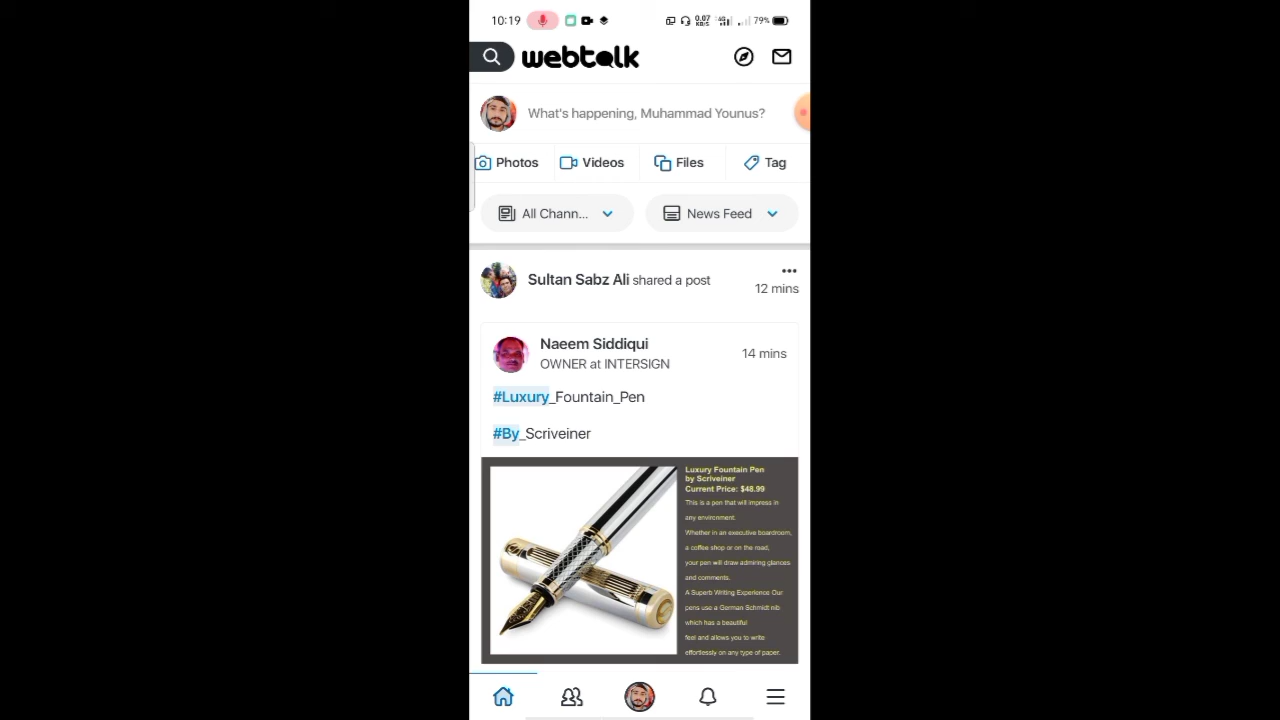 10:19 0.07 KB/S 4G 79%
webtalk
What's happening, Muhammad Younus?
Photos Videos Files Tag
All Chann... News Feed
Sultan Sabz Ali shared a post
12 mins
Naeem Siddiqui
OWNER at INTERSIGN
14 mins
#Luxury_Fountain_Pen
#By_Scriveiner
Luxury Fountain Pen
by Scriveiner
Current Price: $48.99
This is a pen that will impress in
any environment.
Whether in an executive boardroom,
a coffee shop or on the road,
your pen will draw admiring glances
and comments.
A Superb Writing Experience Our
pens use a German Schmidt nib
which has a beautiful
feel and allows you to write
effortlessly on any type of paper.